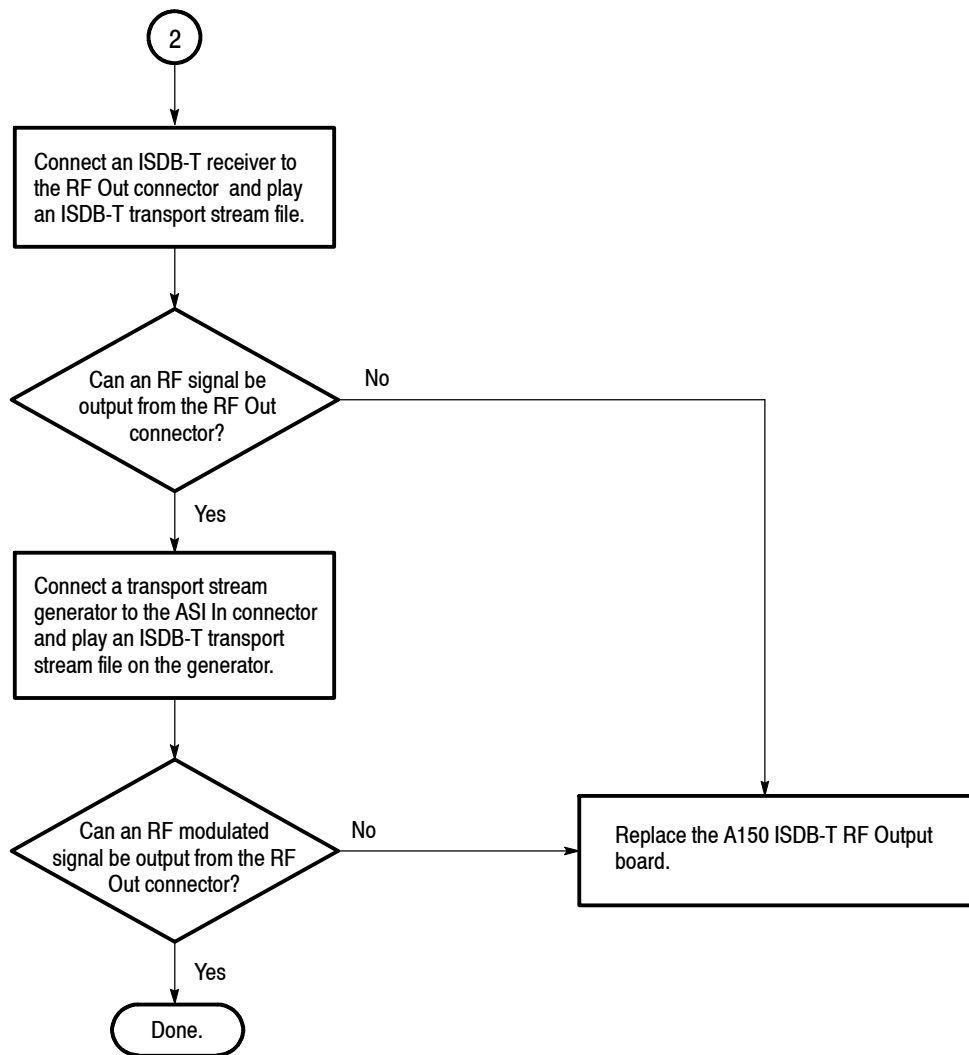 2
Connect an ISDB-T receiver to
the RF Out connector and play
an ISDB-T transport stream file.
Can an RF signal be
output from the RF Out
connector?
No
Yes
Connect a transport stream
generator to the ASI In connector
and play an ISDB-T transport
stream file on the generator.
Can an RF modulated
signal be output from the RF
Out connector?
No
Replace the A150 ISDB-T RF Output
board.
Yes
Done.